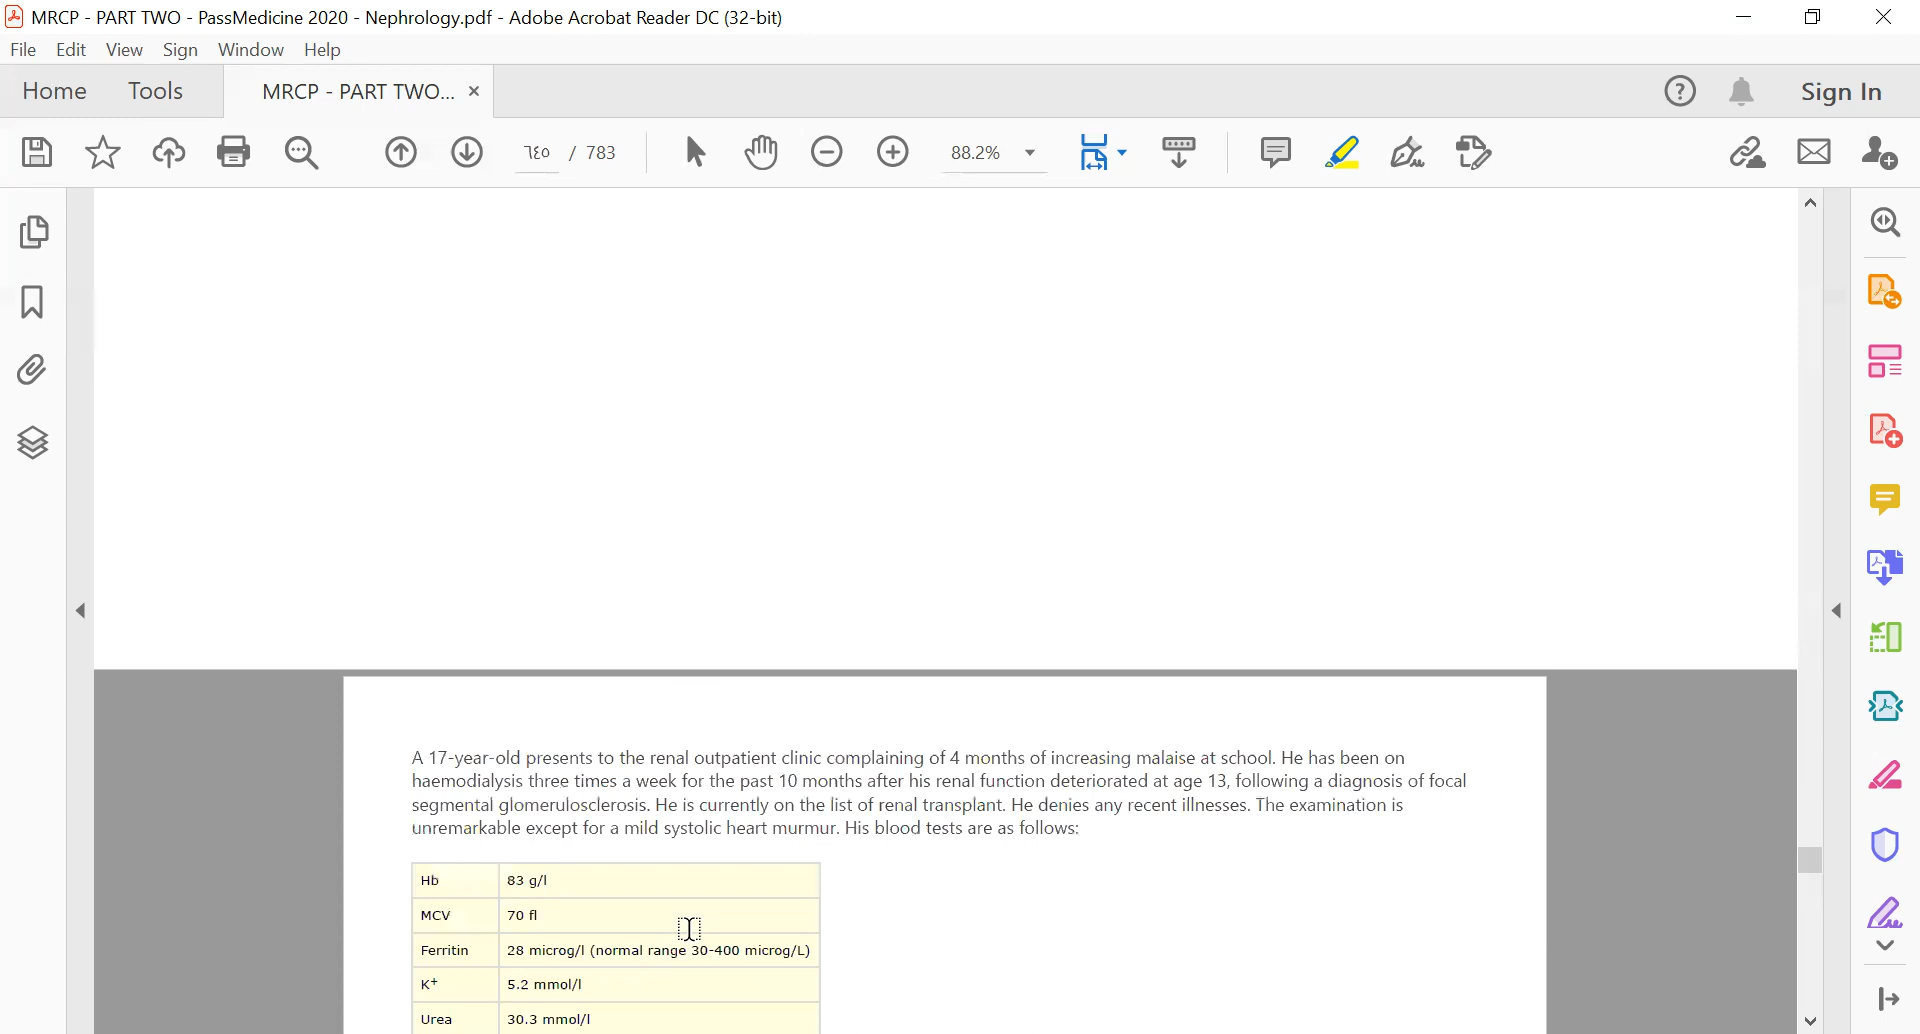 MRCP - PART TWO - PassMedicine 2020 - Nephrology.pdf - Adobe Acrobat Reader DC (32-bit)
File Edit View Sign Window Help
Home Tools MRCP - PART TWO... × Sign In
٦٤٥ / 783 88.2%
A 17-year-old presents to the renal outpatient clinic complaining of 4 months of increasing malaise at school. He has been on
haemodialysis three times a week for the past 10 months after his renal function deteriorated at age 13, following a diagnosis of focal
segmental glomerulosclerosis. He is currently on the list of renal transplant. He denies any recent illnesses. The examination is
unremarkable except for a mild systolic heart murmur. His blood tests are as follows:
Hb 83 g/l
MCV 70 fl
Ferritin 28 microg/l (normal range 30-400 microg/L)
K⁺ 5.2 mmol/l
Urea 30.3 mmol/l